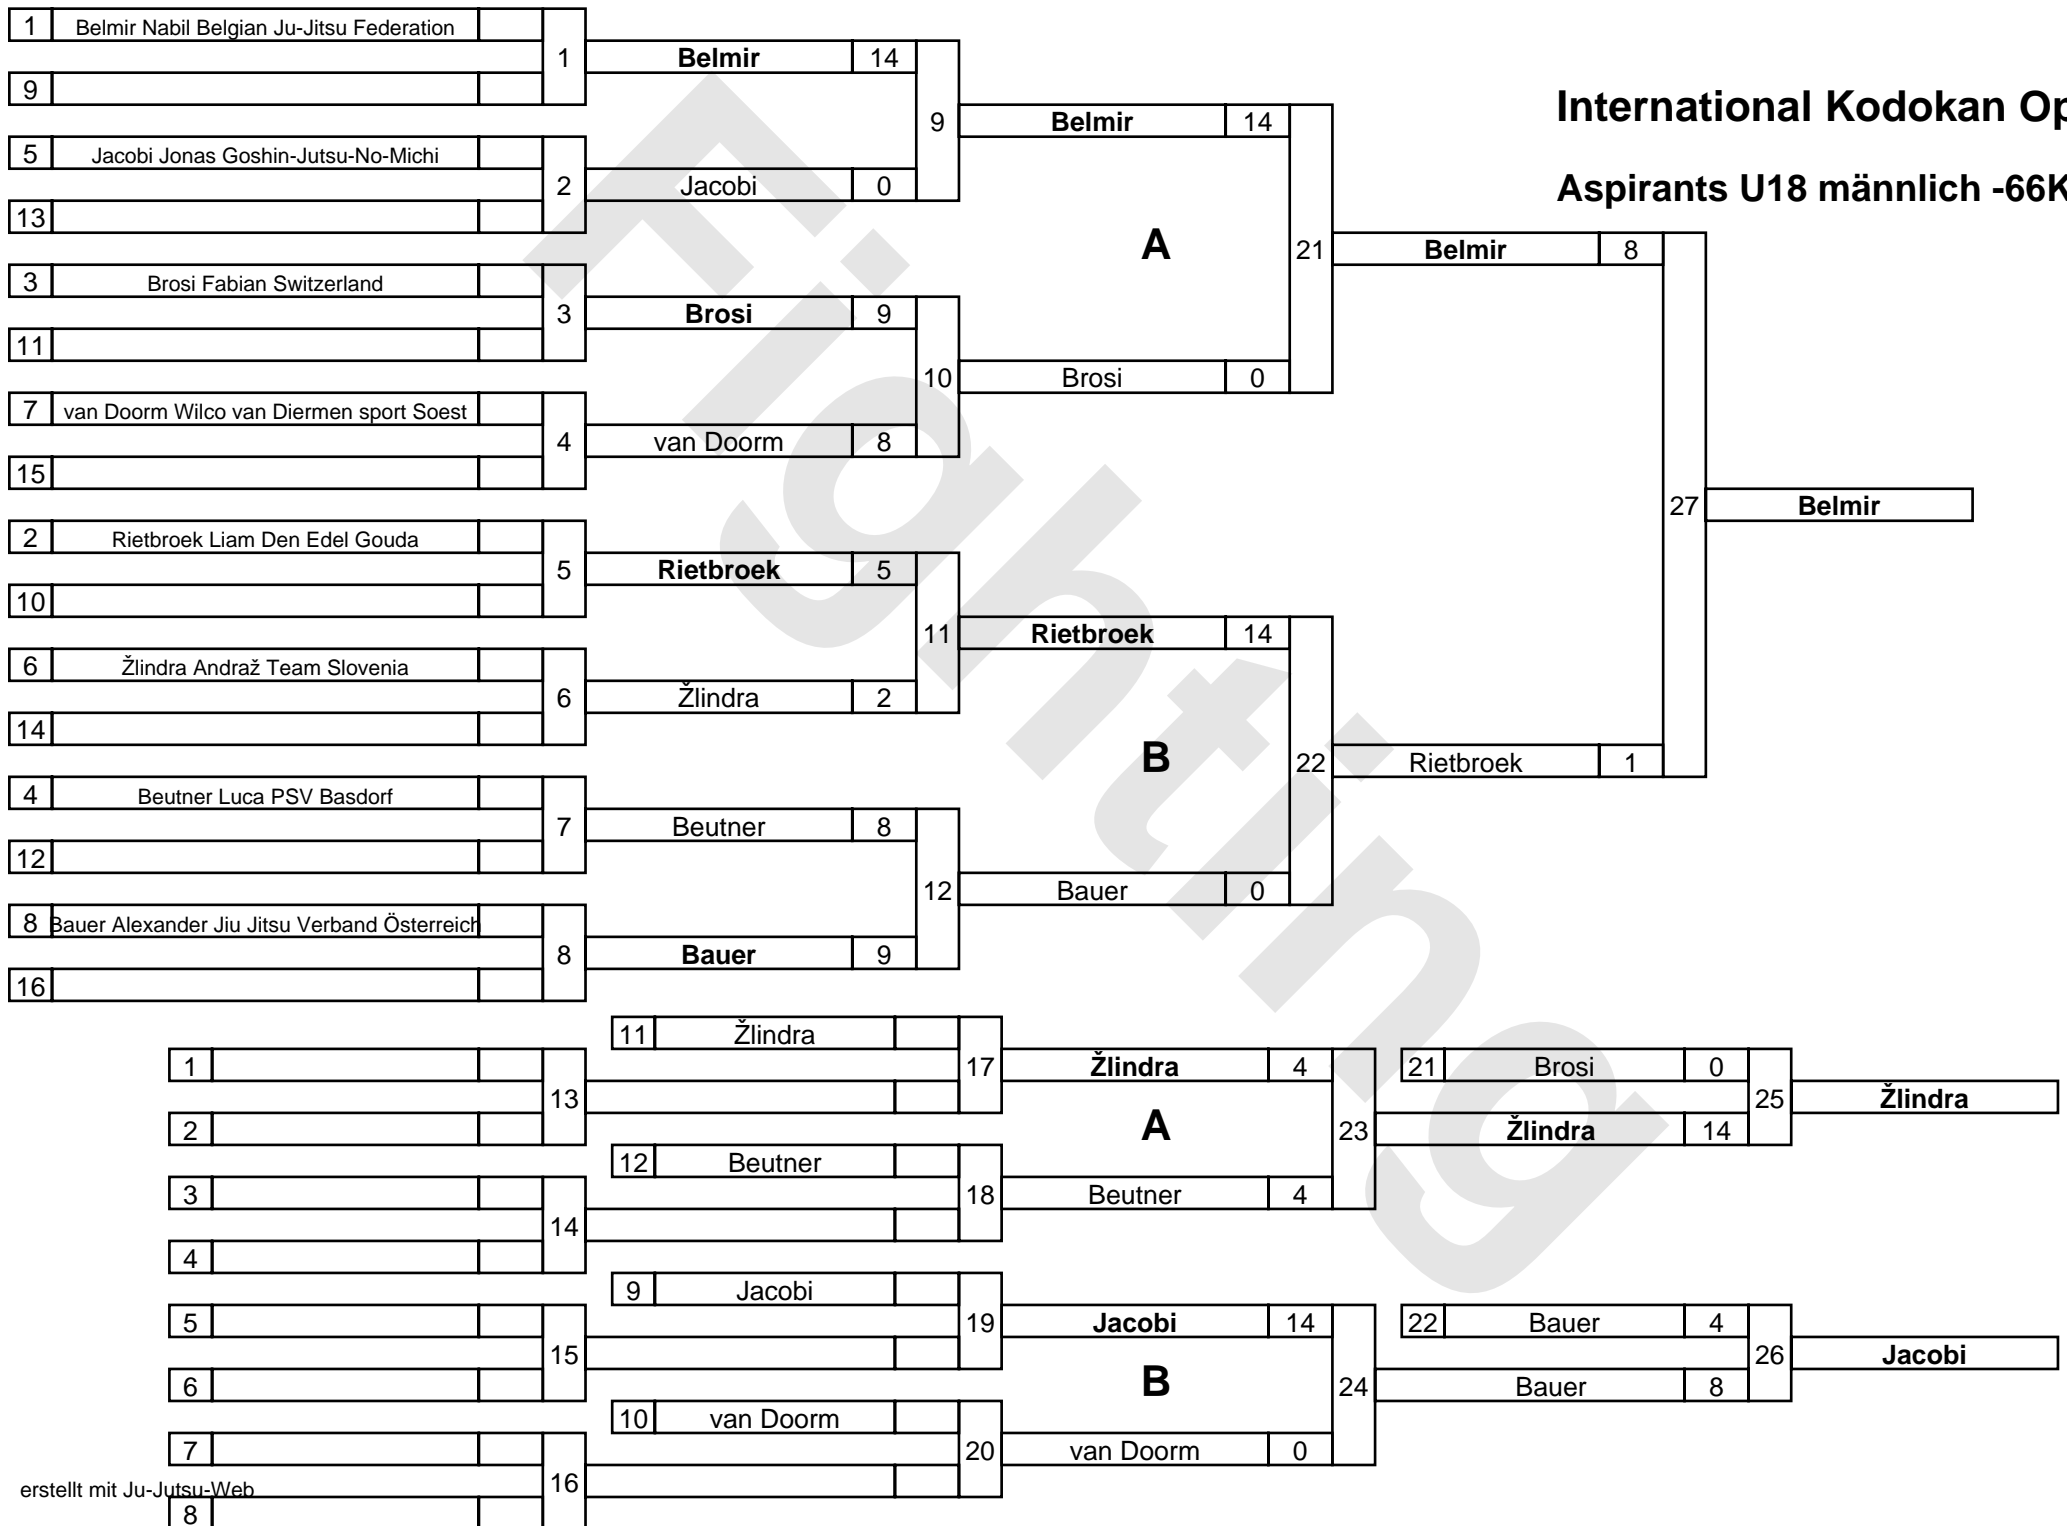 1 Belmir Nabil Belgian Ju-Jitsu Federation
1 Belmir 14
9
9 Belmir 14
International Kodokan Op
5 Jacobi Jonas Goshin-Jutsu-No-Michi
2 Jacobi 0
Aspirants U18 männlich -66K
13
A 21 Belmir 8
3 Brosi Fabian Switzerland
3 Brosi 9
11
10 Brosi 0
7 van Doorm Wilco van Diermen sport Soest
4 van Doorm 8
15
27 Belmir
2 Rietbroek Liam Den Edel Gouda
5 Rietbroek 5
10
11 Rietbroek 14
6 Žlindra Andraž Team Slovenia
6 Žlindra 2
14
B 22 Rietbroek 1
4 Beutner Luca PSV Basdorf
7 Beutner 8
12
12 Bauer 0
8 Bauer Alexander Jiu Jitsu Verband Österreich
8 Bauer 9
16
11 Žlindra
1 17 Žlindra 4 21 Brosi 0
13 25 Žlindra
2 A 23 Žlindra 14
12 Beutner
3 18 Beutner 4
14
4
9 Jacobi
5 19 Jacobi 14 22 Bauer 4
15 26 Jacobi
6 B 24 Bauer 8
10 van Doorm
7 20 van Doorm 0
16
erstellt mit Ju-Jutsu-Web
8
Fighting